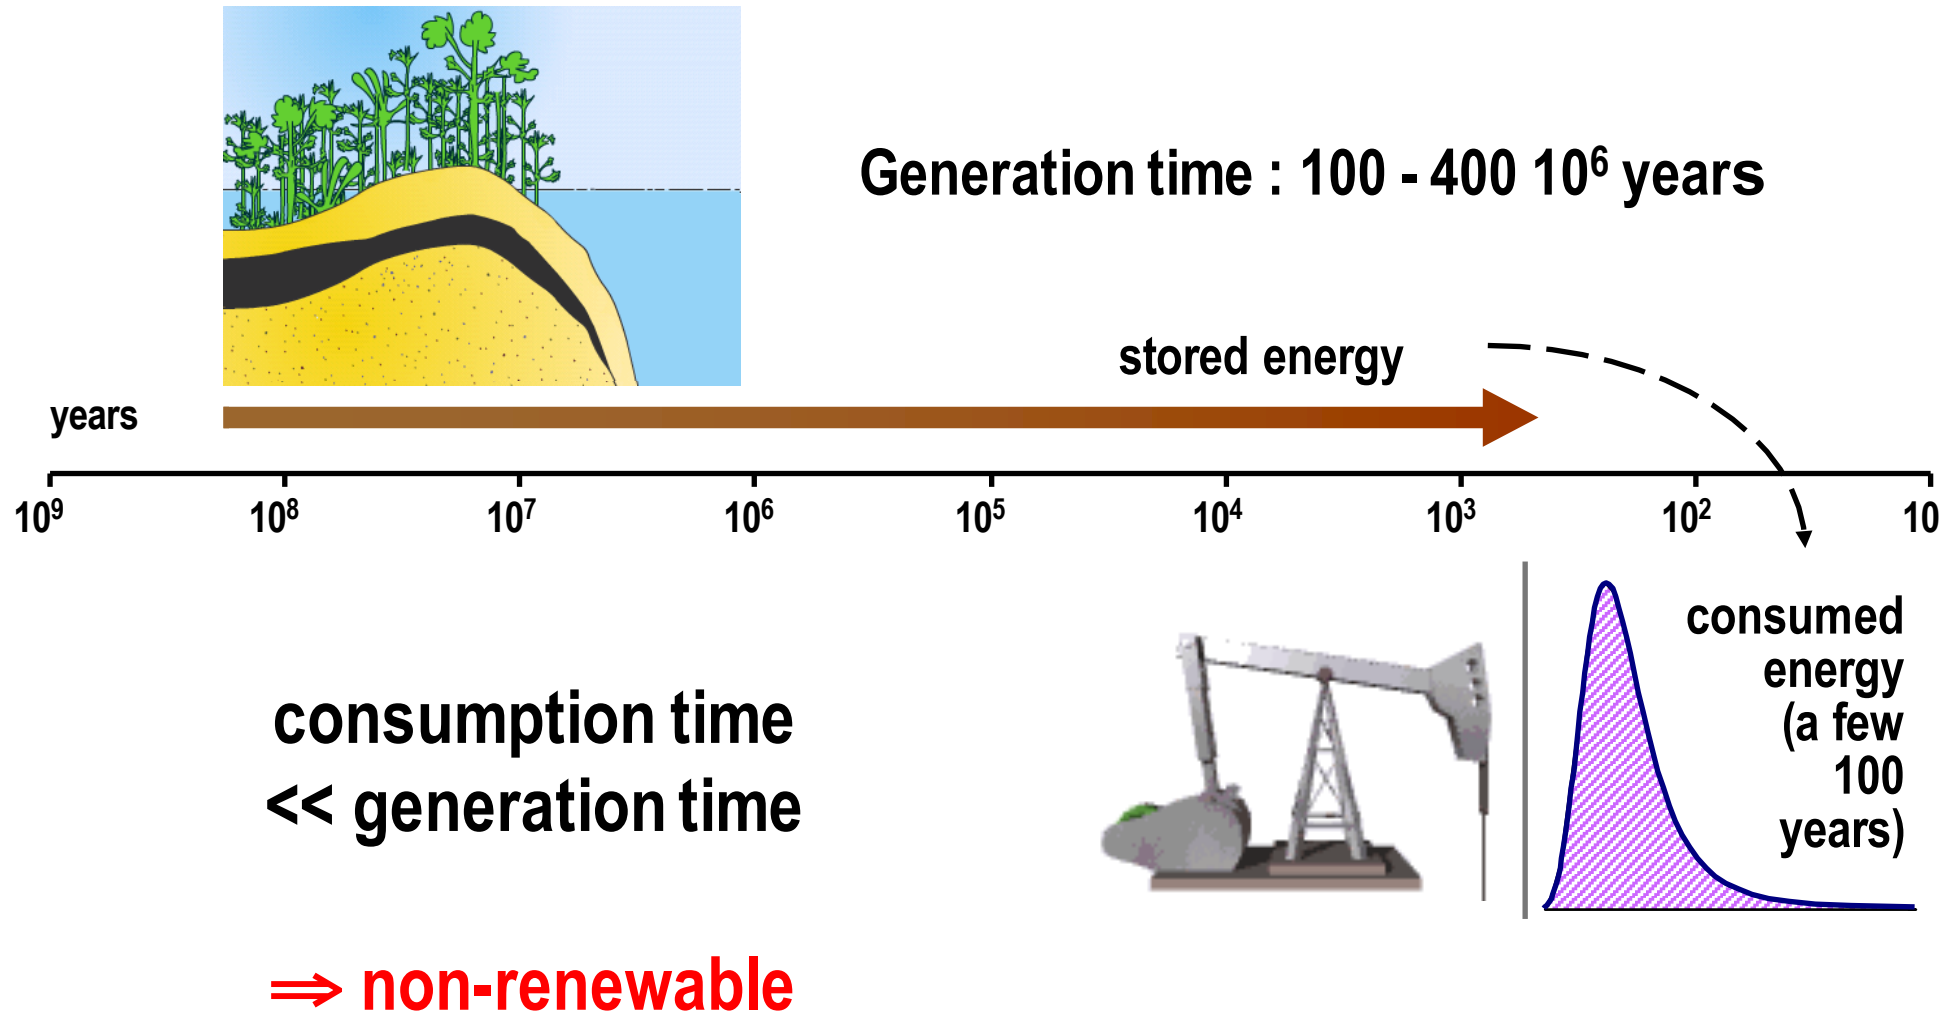 Generation time : 100 - 400 10⁶ years
stored energy
years
10⁹ 10⁸ 10⁷ 10⁶ 10⁵ 10⁴ 10³ 10² 10
consumed
energy
(a few
100
years)
consumption time
<< generation time
⇒ non-renewable